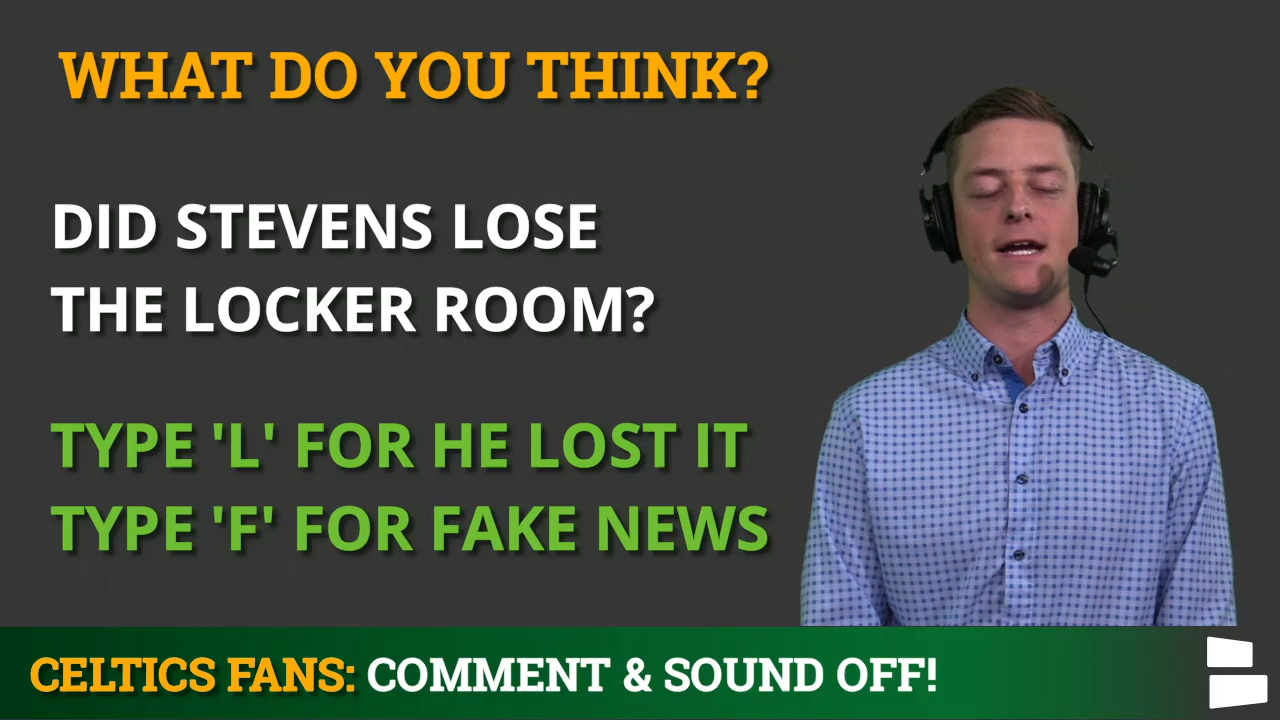 WHAT DO YOU THINK?
DID STEVENS LOSE
THE LOCKER ROOM?
TYPE 'L' FOR HE LOST IT
TYPE 'F' FOR FAKE NEWS
CELTICS FANS: COMMENT & SOUND OFF!